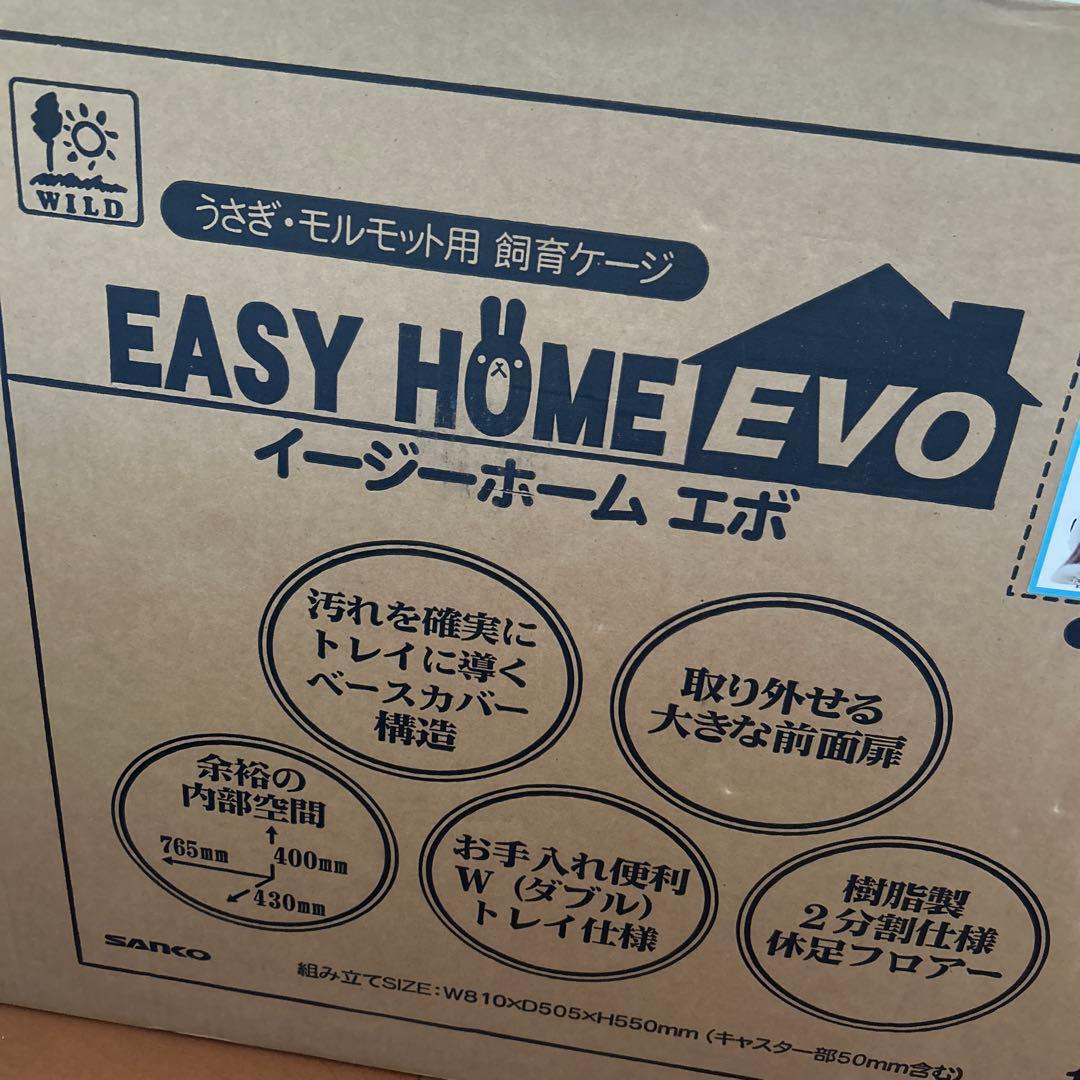 WILD
うさぎ・モルモット用 飼育ケージ
EASY HOME EVO
イージーホーム エボ
汚れを確実に
トレイに導く
ベースカバー
構造
取り外せる
大きな前面扉
余裕の
内部空間
765mm
400mm
430mm
お手入れ便利
W（ダブル）
トレイ仕様
樹脂製
２分割仕様
休足フロアー
SANKO
組み立てSIZE：W810×D505×H550mm（キャスター部50mm含む）